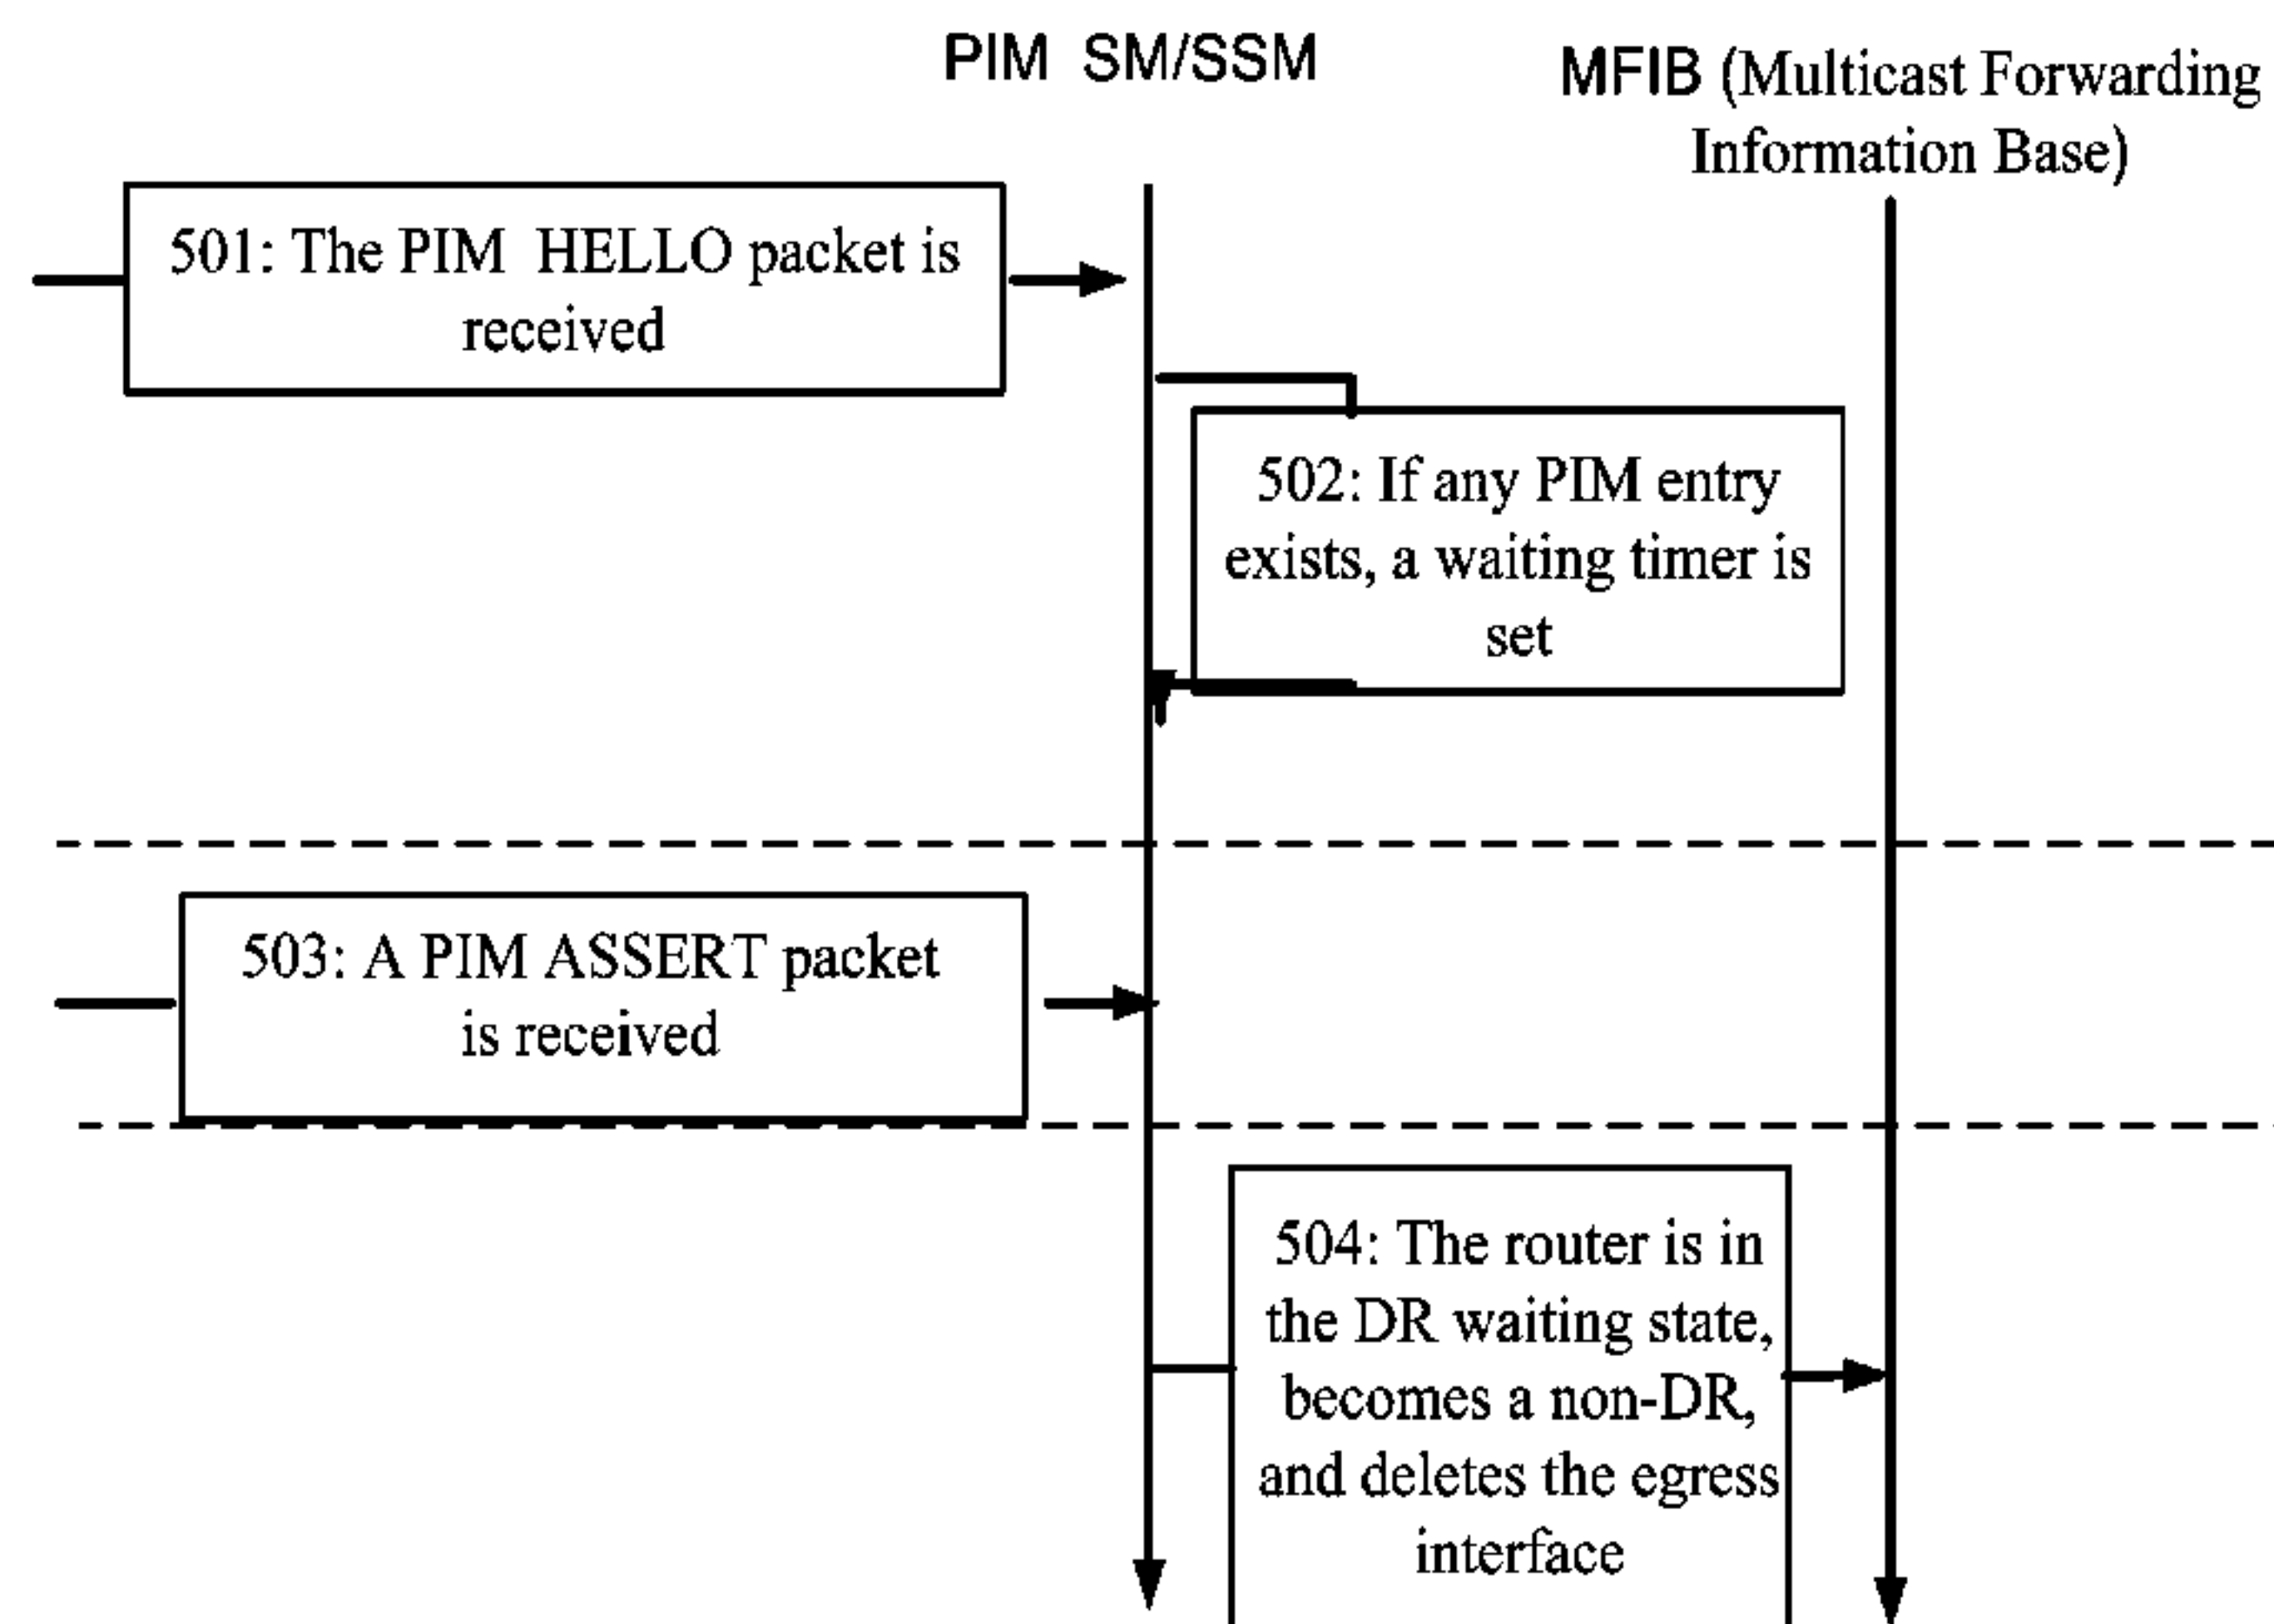 PIM SM/SSM
MFIB (Multicast Forwarding
Information Base)
501: The PIM HELLO packet is
received
502: If any PIM entry
exists, a waiting timer is
set
503: A PIM ASSERT packet
is received
504: The router is in
the DR waiting state,
becomes a non-DR,
and deletes the egress
interface